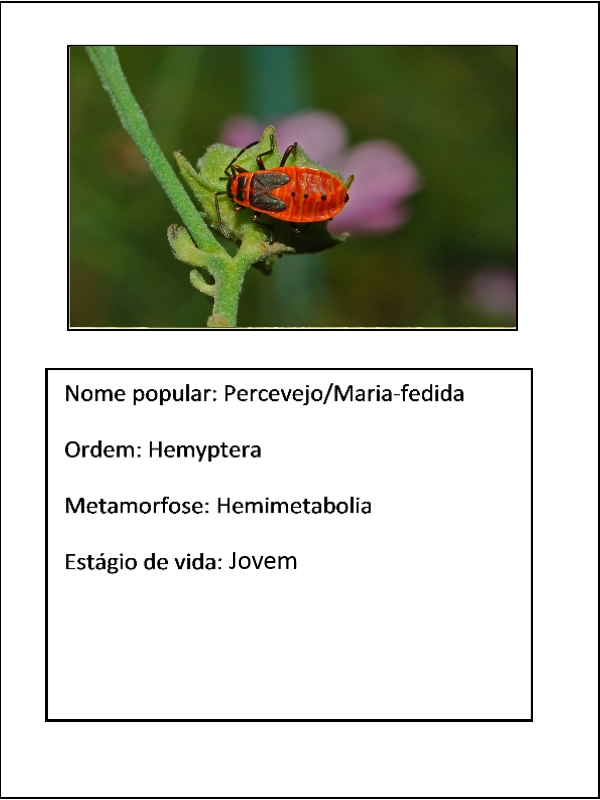 Nome popular: Percevejo/Maria-fedida
Ordem: Hemyptera
Metamorfose: Hemimetabolia
Estágio de vida: Jovem